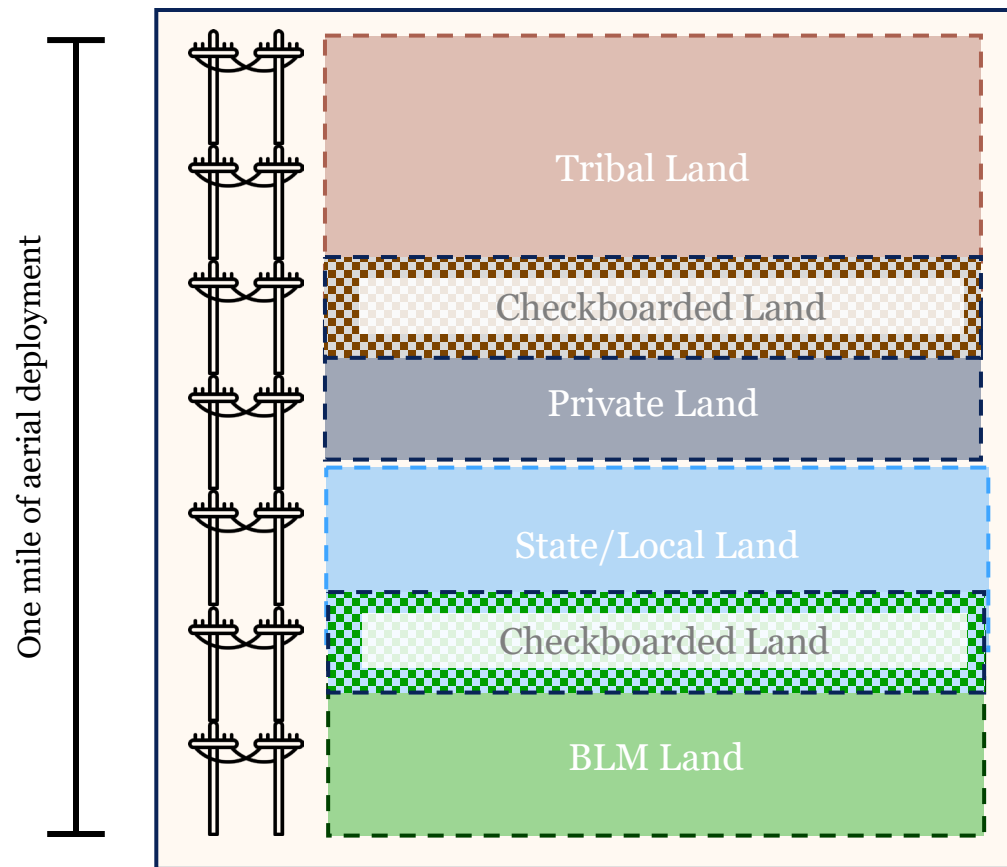 One mile of aerial deployment
Tribal Land
Checkboarded Land
Private Land
State/Local Land
Checkboarded Land
BLM Land